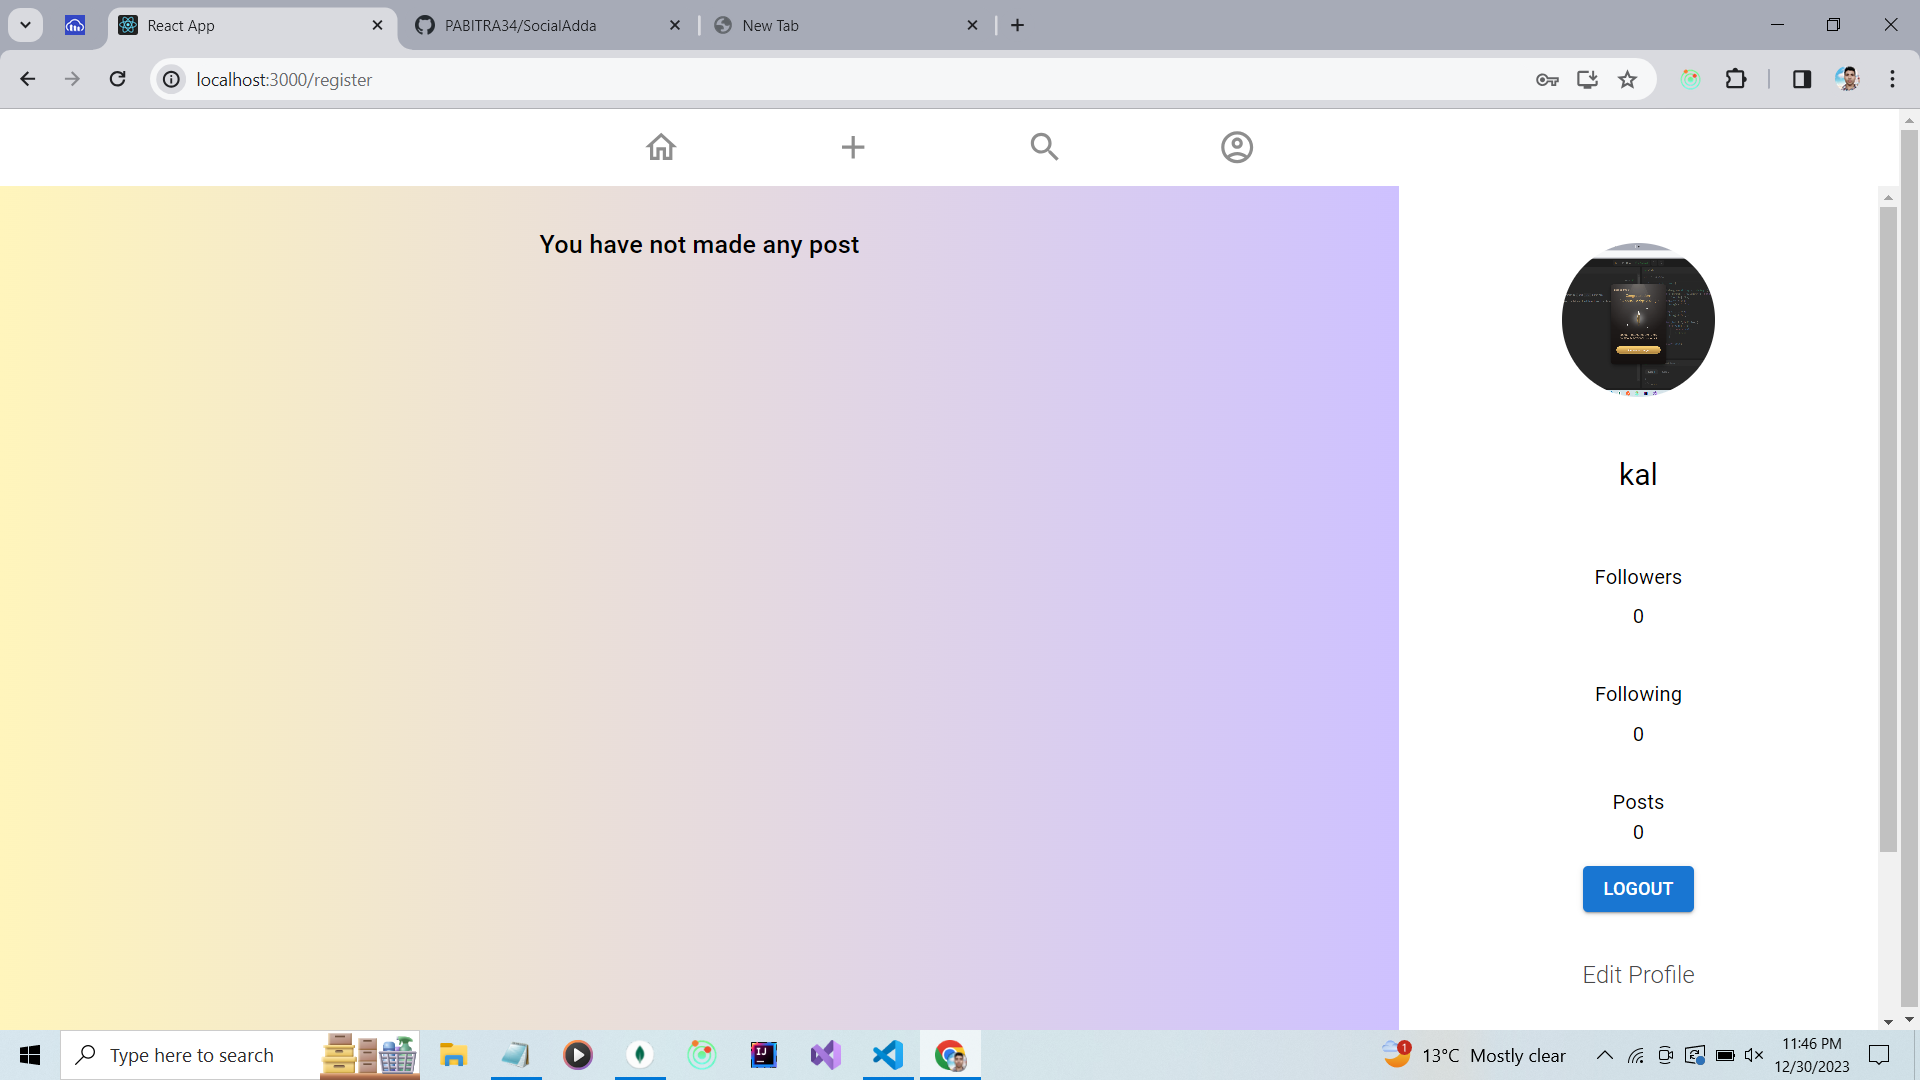 React App
PABITRA34/SocialAdda
New Tab
localhost:3000/register
You have not made any post
kal
Followers
0
Following
0
Posts
0
LOGOUT
Edit Profile
Type here to search
1
13°C Mostly clear
11:46 PM
12/30/2023